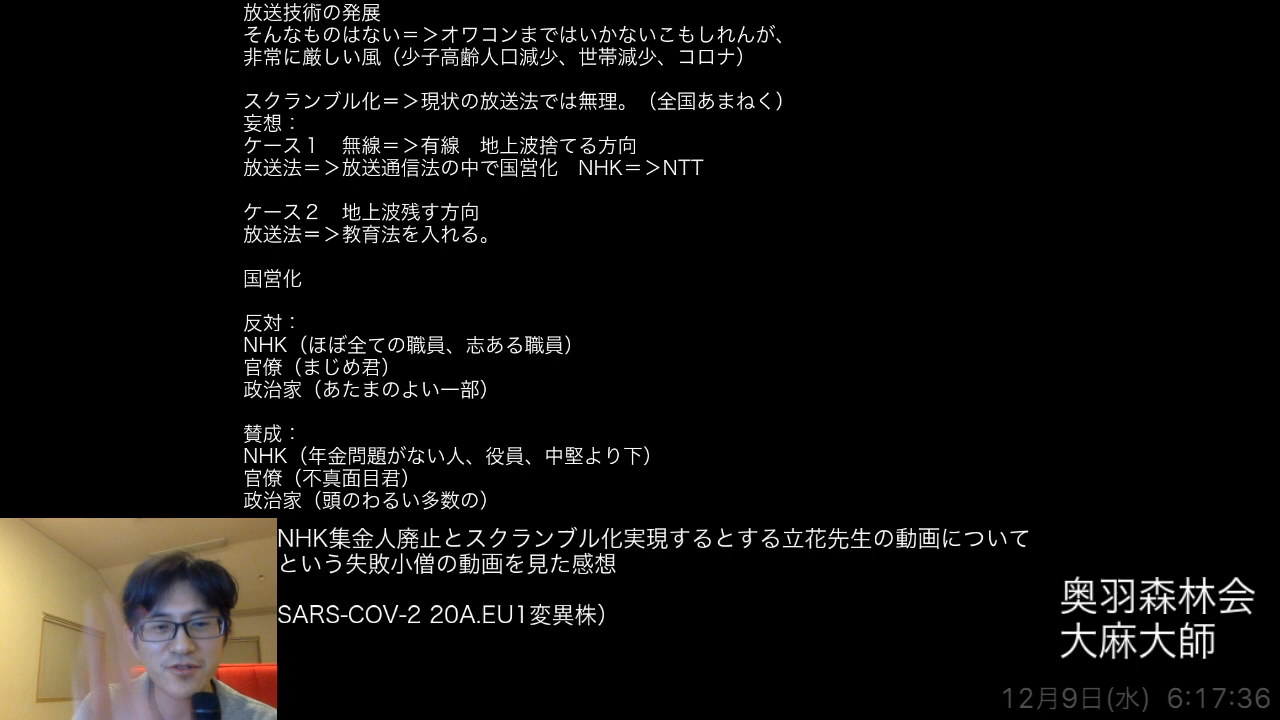 放送技術の発展
そんなものはない＝＞オワコンまではいかないこもしれんが、
非常に厳しい風（少子高齢人口減少、世帯減少、コロナ）
スクランブル化＝＞現状の放送法では無理。（全国あまねく）
妄想：
ケース１　無線＝＞有線　地上波捨てる方向
放送法＝＞放送通信法の中で国営化　NHK＝＞NTT
ケース２　地上波残す方向
放送法＝＞教育法を入れる。
国営化
反対：
NHK（ほぼ全ての職員、志ある職員）
官僚（まじめ君）
政治家（あたまのよい一部）
賛成：
NHK（年金問題がない人、役員、中堅より下）
官僚（不真面目君）
政治家（頭のわるい多数の）
NHK集金人廃止とスクランブル化実現するとする立花先生の動画について
という失敗小僧の動画を見た感想
SARS-COV-2 20A.EU1変異株）
奥羽森林会
大麻大師
12月9日(水) 6:17:36